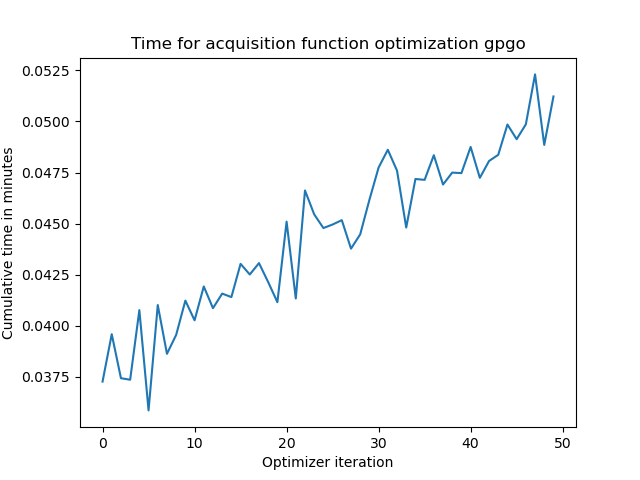 Time for acquisition function optimization gpgo
Cumulative time in minutes
0.0525
0.0500
0.0475
0.0450
0.0425
0.0400
0.0375
0 10 20 30 40 50
Optimizer iteration